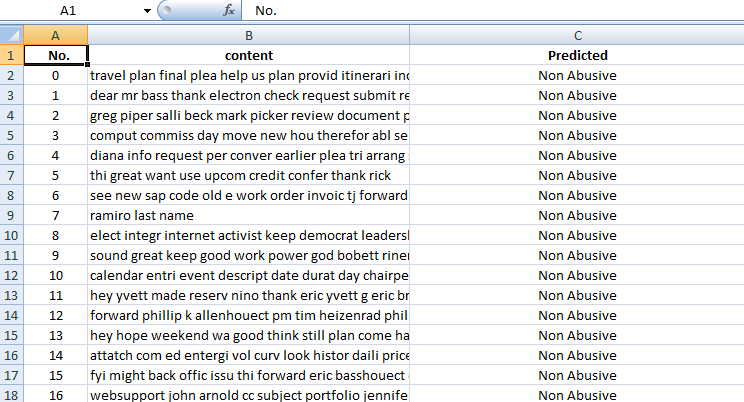 A1 fx No.
A B C
1 No. content Predicted
2 0 travel plan final plea help us plan provid itinerari inc Non Abusive
3 1 dear mr bass thank electron check request submit re Non Abusive
4 2 greg piper salli beck mark picker review document p Non Abusive
5 3 comput commiss day move new hou therefor abl se Non Abusive
6 4 diana info request per conver earlier plea tri arrang Non Abusive
7 5 thi great want use upcom credit confer thank rick Non Abusive
8 6 see new sap code old e work order invoic tj forward Non Abusive
9 7 ramiro last name Non Abusive
10 8 elect integr internet activist keep democrat leadersl Non Abusive
11 9 sound great keep good work power god bobett riner Non Abusive
12 10 calendar entri event descript date durat day chairpe Non Abusive
13 11 hey yvett made reserv nino thank eric yvett g eric br Non Abusive
14 12 forward phillip k allenhouect pm tim heizenrad phil Non Abusive
15 13 hey hope weekend wa good think still plan come ha Non Abusive
16 14 attatch com ed entergi vol curv look histor daili price Non Abusive
17 15 fyi might back offic issu thi forward eric basshouect Non Abusive
18 16 websupport john arnold cc subject portfolio jennife Non Abusive